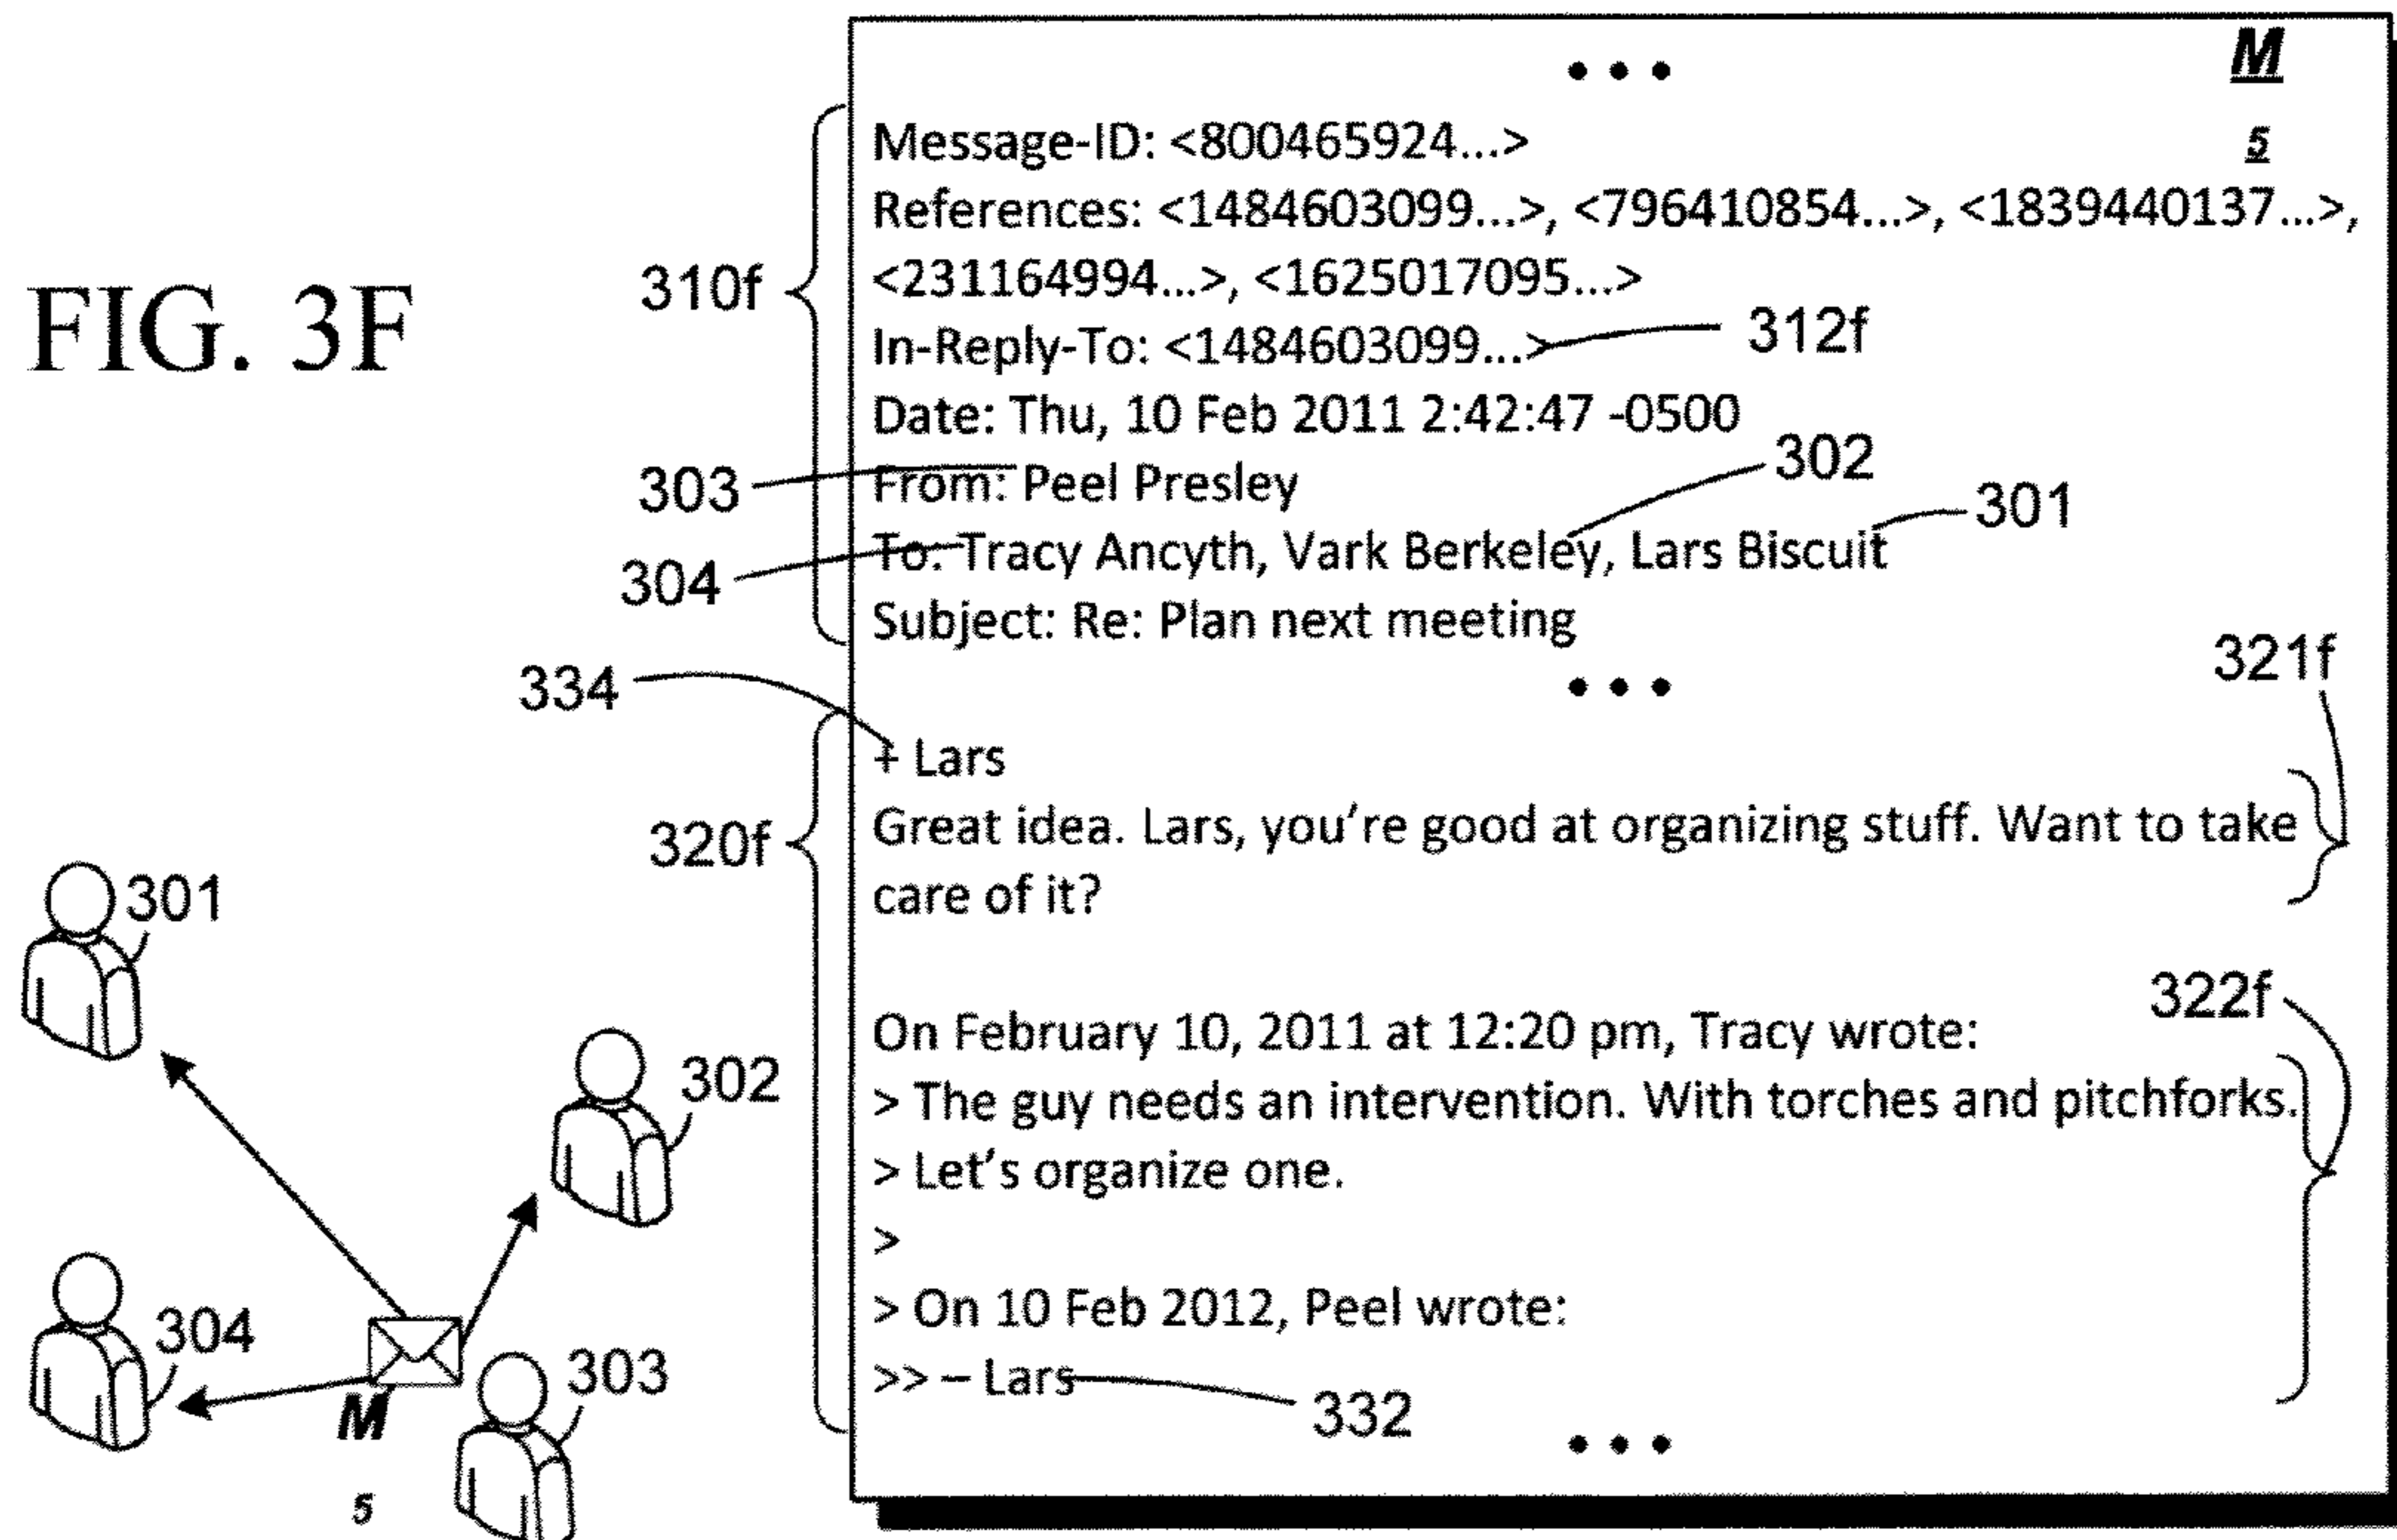 FIG. 3F
M
5
• • •
310f
Message-ID: <800465924...>
References: <1484603099...>, <796410854...>, <1839440137...>,
<231164994...>, <1625017095...>
In-Reply-To: <1484603099...>
312f
Date: Thu, 10 Feb 2011 2:42:47 -0500
303
From: Peel Presley
302
301
304
To: Tracy Ancyth, Vark Berkeley, Lars Biscuit
Subject: Re: Plan next meeting
• • •
334
320f
+ Lars
321f
Great idea. Lars, you're good at organizing stuff. Want to take
care of it?
322f
On February 10, 2011 at 12:20 pm, Tracy wrote:
> The guy needs an intervention. With torches and pitchforks.
> Let's organize one.
>
> On 10 Feb 2012, Peel wrote:
>> – Lars
332
• • •
301
302
304
303
M
5